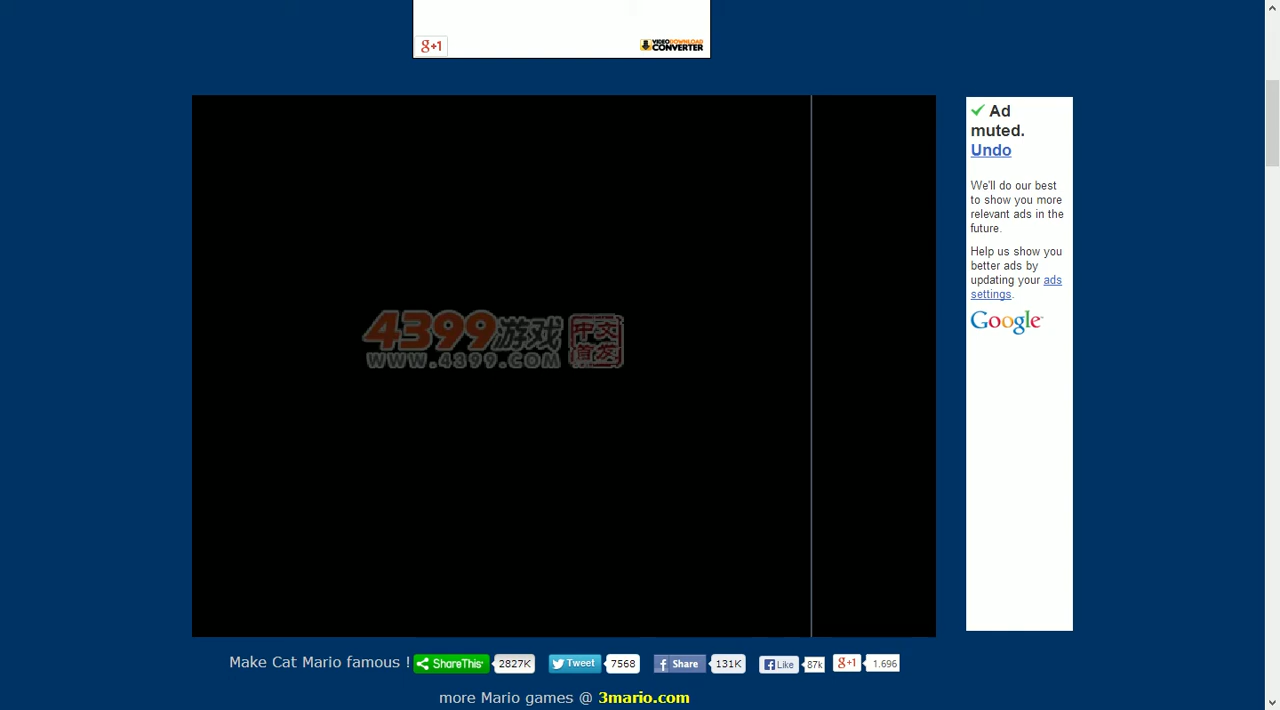 g+1
VIDEODOWNLOAD
CONVERTER
Ad
muted.
Undo
We'll do our best
to show you more
relevant ads in the
future.
Help us show you
better ads by
updating your ads
settings.
Google
4399游戏 中文
首发
WWW.4399.COM
Make Cat Mario famous ! ShareThis 2827K Tweet 7568 Share 131K Like 87k g+1 1.696
more Mario games @ 3mario.com